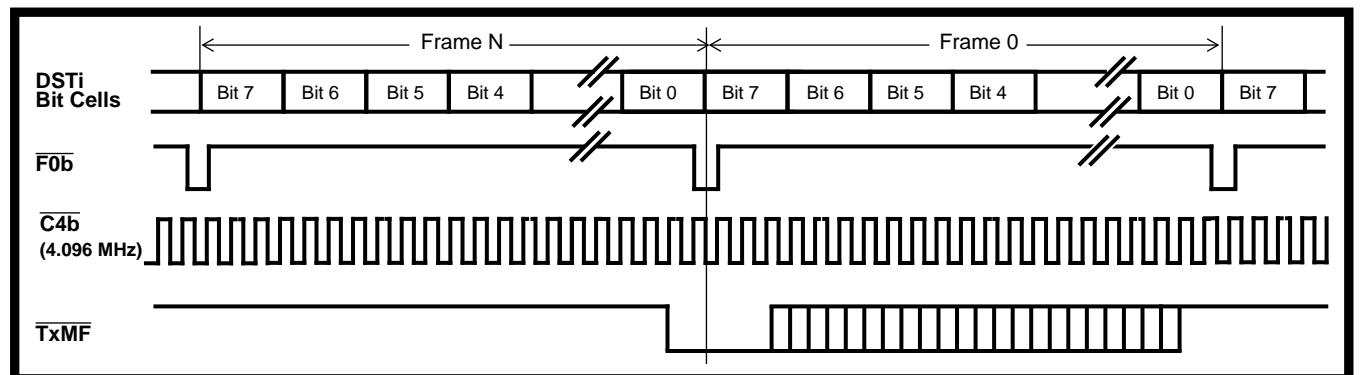 Frame N Frame 0
DSTi
Bit Cells
Bit 7 Bit 6 Bit 5 Bit 4 Bit 0 Bit 7 Bit 6 Bit 5 Bit 4 Bit 0 Bit 7
F0b
C4b
(4.096 MHz)
TxMF